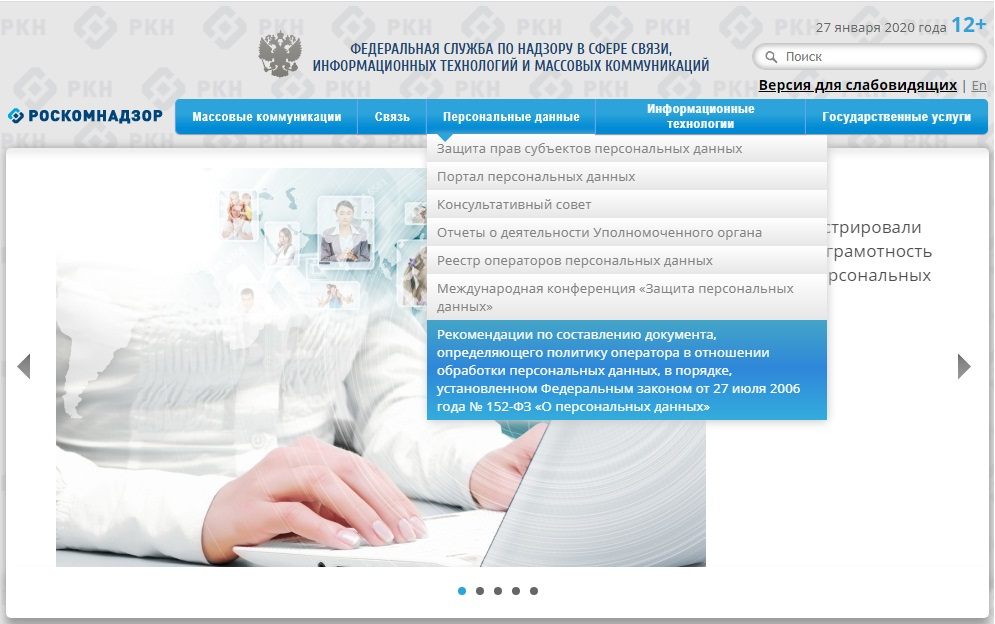 27 января 2020 года 12+
ФЕДЕРАЛЬНАЯ СЛУЖБА ПО НАДЗОРУ В СФЕРЕ СВЯЗИ,
ИНФОРМАЦИОННЫХ ТЕХНОЛОГИЙ И МАССОВЫХ КОММУНИКАЦИЙ
Поиск
Версия для слабовидящих | En
РОСКОМНАДЗОР
Массовые коммуникации
Связь
Персональные данные
Информационные
технологии
Государственные услуги
Защита прав субъектов персональных данных
Портал персональных данных
Консультативный совет
Отчеты о деятельности Уполномоченного органа
Реестр операторов персональных данных
Международная конференция «Защита персональных
данных»
Рекомендации по составлению документа,
определяющего политику оператора в отношении
обработки персональных данных, в порядке,
установленном Федеральным законом от 27 июля 2006
года № 152-ФЗ «О персональных данных»
стрировали
грамотность
рсональных